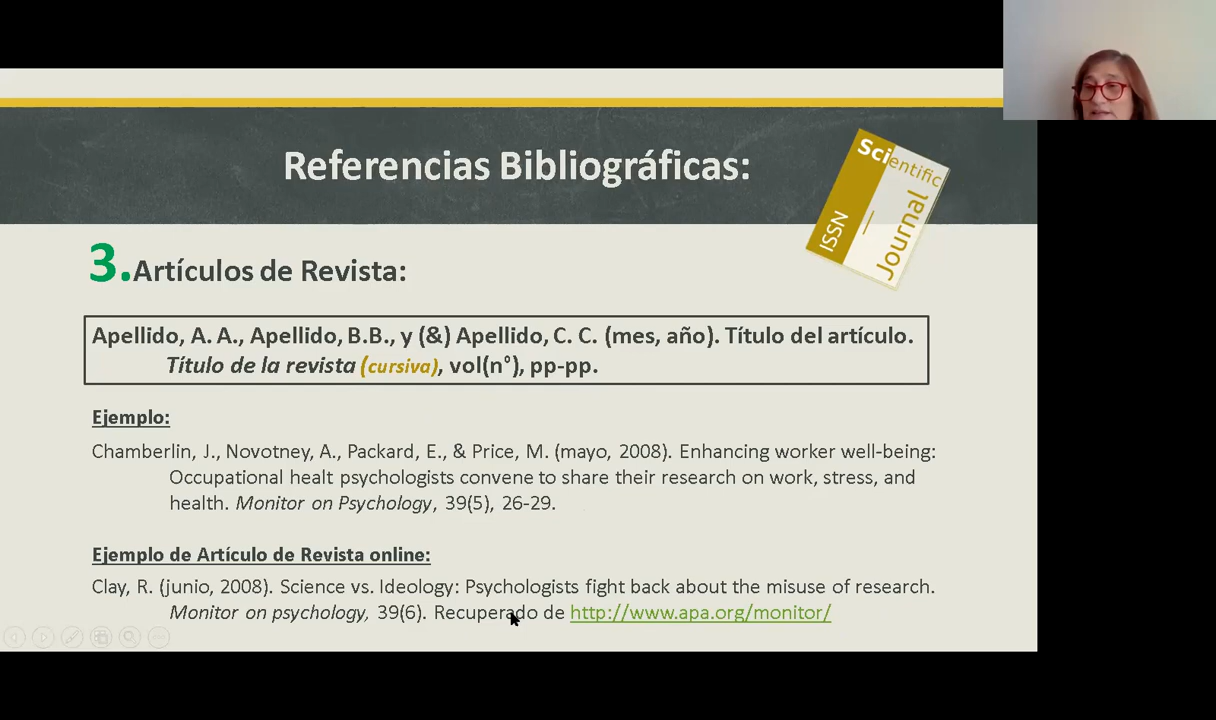 Referencias Bibliográficas:
Scientific
Journal
ISSN
3.Artículos de Revista:
Apellido, A. A., Apellido, B.B., y (&) Apellido, C. C. (mes, año). Título del artículo.
Título de la revista (cursiva), vol(n°), pp-pp.
Ejemplo:
Chamberlin, J., Novotney, A., Packard, E., & Price, M. (mayo, 2008). Enhancing worker well-being:
Occupational healt psychologists convene to share their research on work, stress, and
health. Monitor on Psychology, 39(5), 26-29.
Ejemplo de Artículo de Revista online:
Clay, R. (junio, 2008). Science vs. Ideology: Psychologists fight back about the misuse of research.
Monitor on psychology, 39(6). Recuperado de http://www.apa.org/monitor/